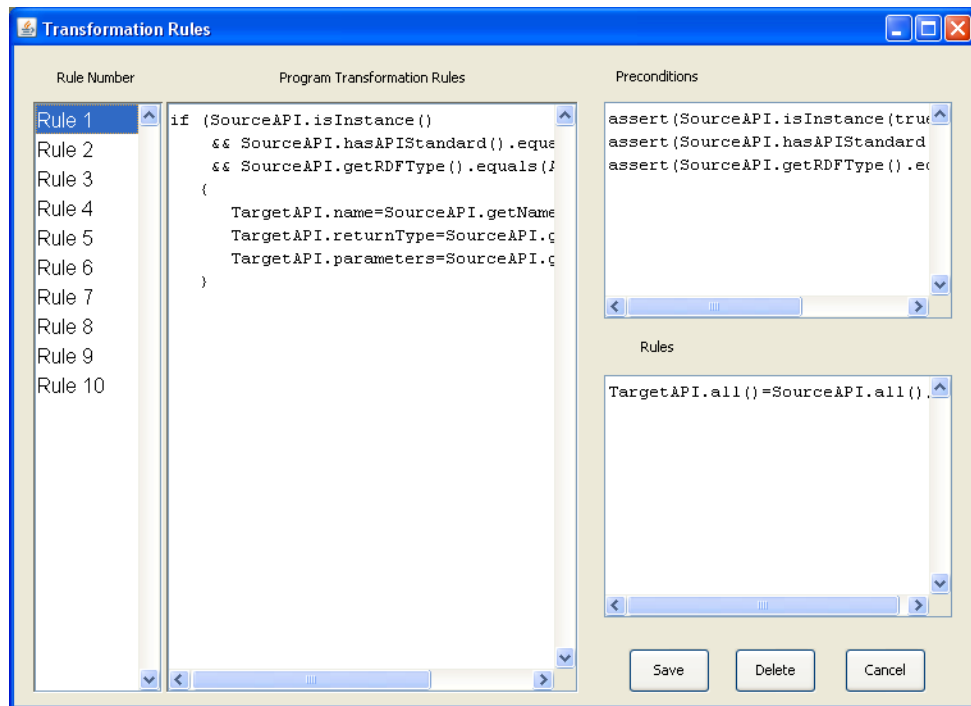 Transformation Rules
Rule Number
Program Transformation Rules
Preconditions
Rule 1
Rule 2
Rule 3
Rule 4
Rule 5
Rule 6
Rule 7
Rule 8
Rule 9
Rule 10
if (SourceAPI.isInstance()
&& SourceAPI.hasAPIStandard().equa
&& SourceAPI.getRDFType().equals(A
{
TargetAPI.name=SourceAPI.getName
TargetAPI.returnType=SourceAPI.g
TargetAPI.parameters=SourceAPI.g
}
assert(SourceAPI.isInstance(true
assert(SourceAPI.hasAPIStandard
assert(SourceAPI.getRDFType().eq
Rules
TargetAPI.all()=SourceAPI.all().
Save
Delete
Cancel